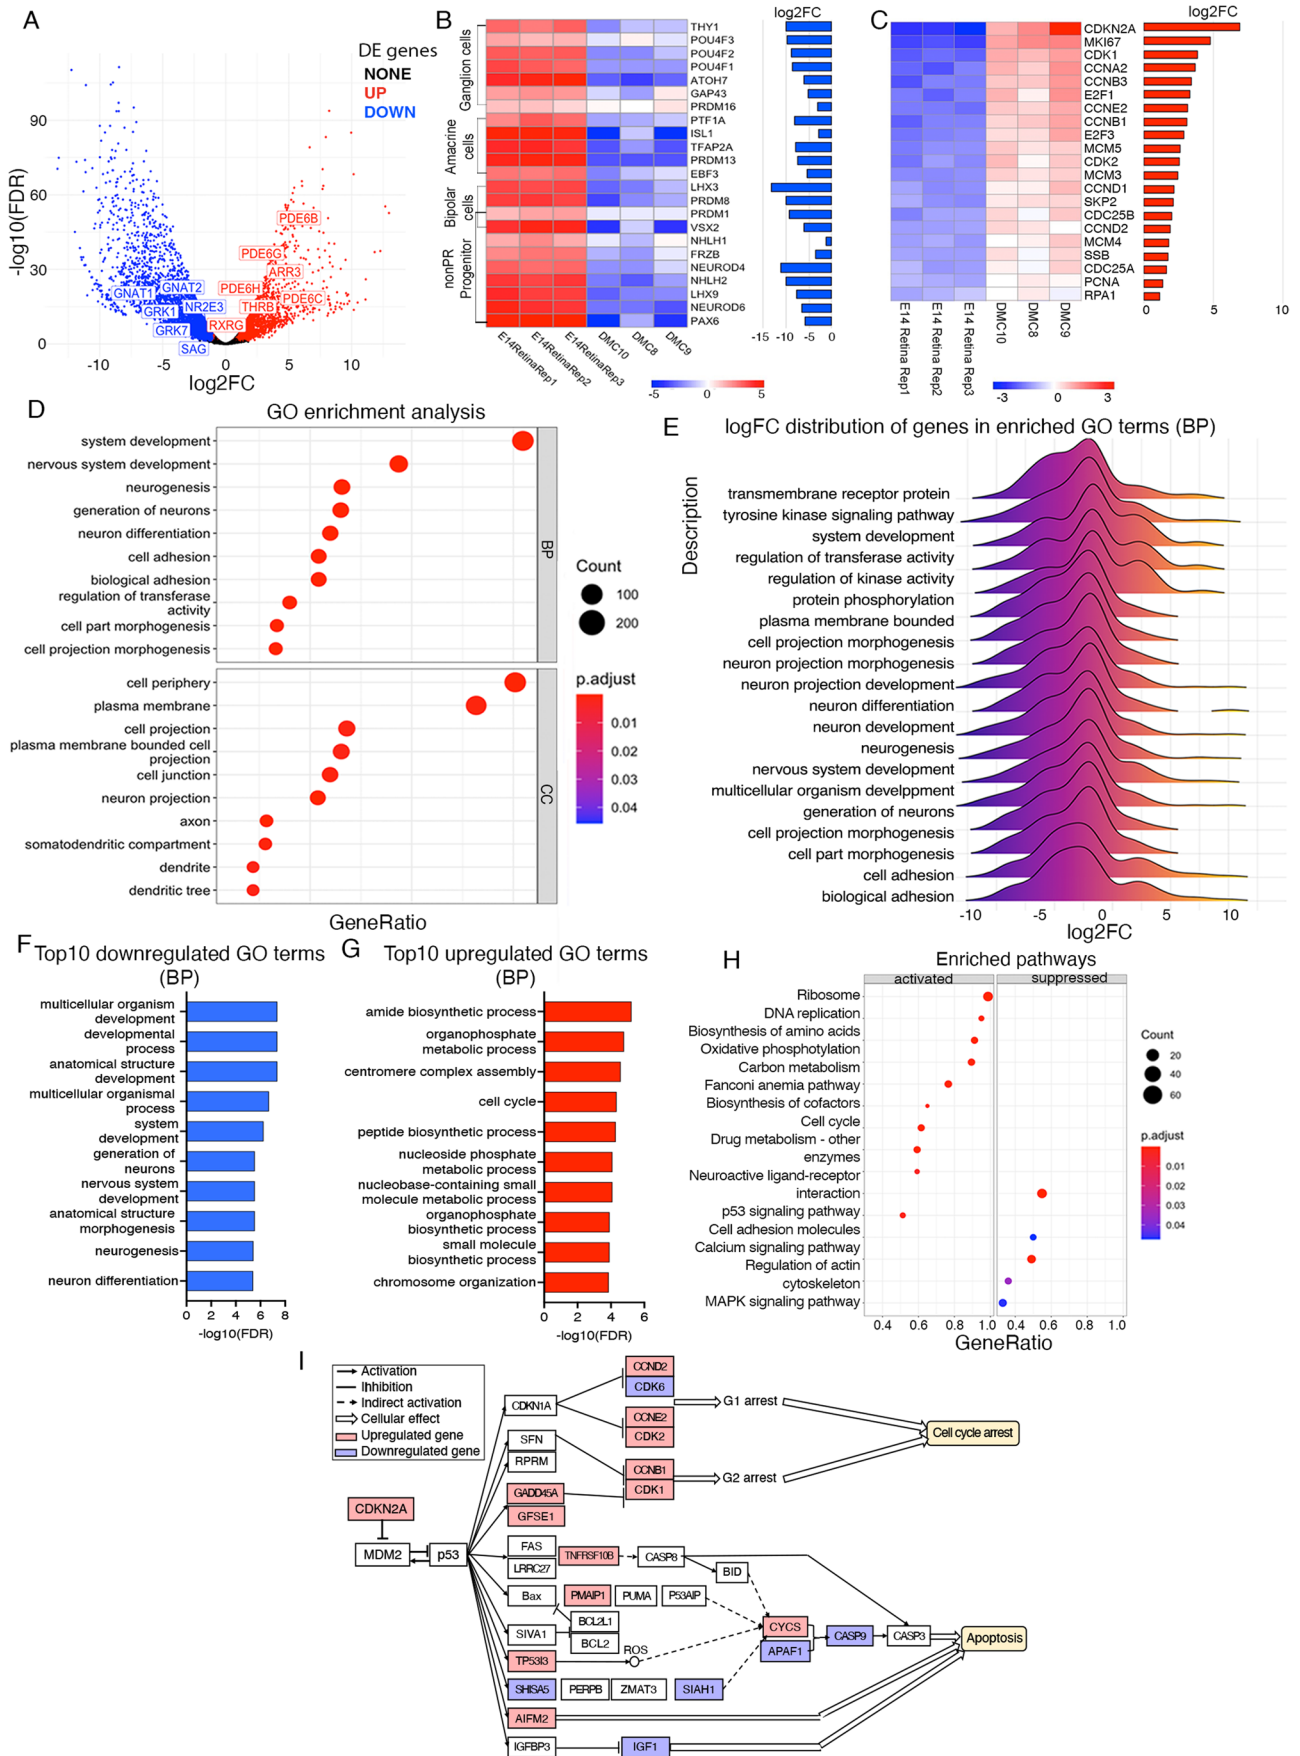 A
DE genes
NONE
UP
DOWN
-log10(FDR)
90
60
30
0
PDE6B
PDE6G
ARR3
PDE6H
PDE6C
THRB
RXRG
GNAT1
GNAT2
NR2E3
GRK1
GRK7
SAG
-10 -5 0 5 10
log2FC
B
log2FC
Ganglion cells
Amacrine cells
Bipolar cells
nonPR Progenitor
THY1
POU4F3
POU4F2
POU4F1
ATOH7
GAP43
PRDM16
PTF1A
ISL1
TFAP2A
PRDM13
EBF3
LHX3
PRDM8
PRDM1
VSX2
NHLH1
FRZB
NEUROD4
NHLH2
LHX9
NEUROD6
PAX6
E14RetinaRep1
E14RetinaRep2
E14RetinaRep3
DMC10
DMC8
DMC9
-15 -10 -5 0
-5 0 5
C
log2FC
CDKN2A
MKI67
CDK1
CCNA2
CCNB3
E2F1
CCNE2
CCNB1
E2F3
MCM5
CDK2
MCM3
CCND1
SKP2
CDC25B
CCND2
MCM4
SSB
CDC25A
PCNA
RPA1
E14 Retina Rep1
E14 Retina Rep2
E14 Retina Rep3
DMC10
DMC8
DMC9
0 5 10
-3 0 3
D
GO enrichment analysis
system development
nervous system development
neurogenesis
generation of neurons
neuron differentiation
cell adhesion
biological adhesion
regulation of transferase
activity
cell part morphogenesis
cell projection morphogenesis
BP
cell periphery
plasma membrane
cell projection
plasma membrane bounded cell
projection
cell junction
neuron projection
axon
somatodendritic compartment
dendrite
dendritic tree
CC
GeneRatio
Count
100
200
p.adjust
0.01
0.02
0.03
0.04
E
logFC distribution of genes in enriched GO terms (BP)
Description
transmembrane receptor protein
tyrosine kinase signaling pathway
system development
regulation of transferase activity
regulation of kinase activity
protein phosphorylation
plasma membrane bounded
cell projection morphogenesis
neuron projection morphogenesis
neuron projection development
neuron differentiation
neuron development
neurogenesis
nervous system development
multicellular organism develppment
generation of neurons
cell projection morphogenesis
cell part morphogenesis
cell adhesion
biological adhesion
-10 -5 0 5 10
log2FC
F
Top10 downregulated GO terms
(BP)
multicellular organism
development
developmental
process
anatomical structure
development
multicellular organismal
process
system
development
generation of
neurons
nervous system
development
anatomical structure
morphogenesis
neurogenesis
neuron differentiation
0 2 4 6 8
-log10(FDR)
G
Top10 upregulated GO terms
(BP)
amide biosynthetic process
organophosphate
metabolic process
centromere complex assembly
cell cycle
peptide biosynthetic process
nucleoside phosphate
metabolic process
nucleobase-containing small
molecule metabolic process
organophosphate
biosynthetic process
small molecule
biosynthetic process
chromosome organization
0 2 4 6
-log10(FDR)
H
Enriched pathways
activated
suppressed
Ribosome
DNA replication
Biosynthesis of amino acids
Oxidative phosphotylation
Carbon metabolism
Fanconi anemia pathway
Biosynthesis of cofactors
Cell cycle
Drug metabolism - other
enzymes
Neuroactive ligand-receptor
interaction
p53 signaling pathway
Cell adhesion molecules
Calcium signaling pathway
Regulation of actin
cytoskeleton
MAPK signaling pathway
0.4 0.6 0.8 1.0 0.4 0.6 0.8 1.0
GeneRatio
Count
20
40
60
p.adjust
0.01
0.02
0.03
0.04
I
Activation
Inhibition
Indirect activation
Cellular effect
Upregulated gene
Downregulated gene
CDKN2A
MDM2
p53
CDKN1A
SFN
RPRM
GADD45A
GFSE1
CCND2
CDK6
CCNE2
CDK2
CCNB1
CDK1
G1 arrest
G2 arrest
Cell cycle arrest
FAS
LRRC27
TNFRSF10B
CASP8
BID
Bax
PMAIP1
PUMA
P53AIP
BCL2L1
BCL2
SIVA1
TP53I3
ROS
CYCS
APAF1
CASP9
CASP3
Apoptosis
SHISA5
PERPB
ZMAT3
SIAH1
AIFM2
IGFBP3
IGF1